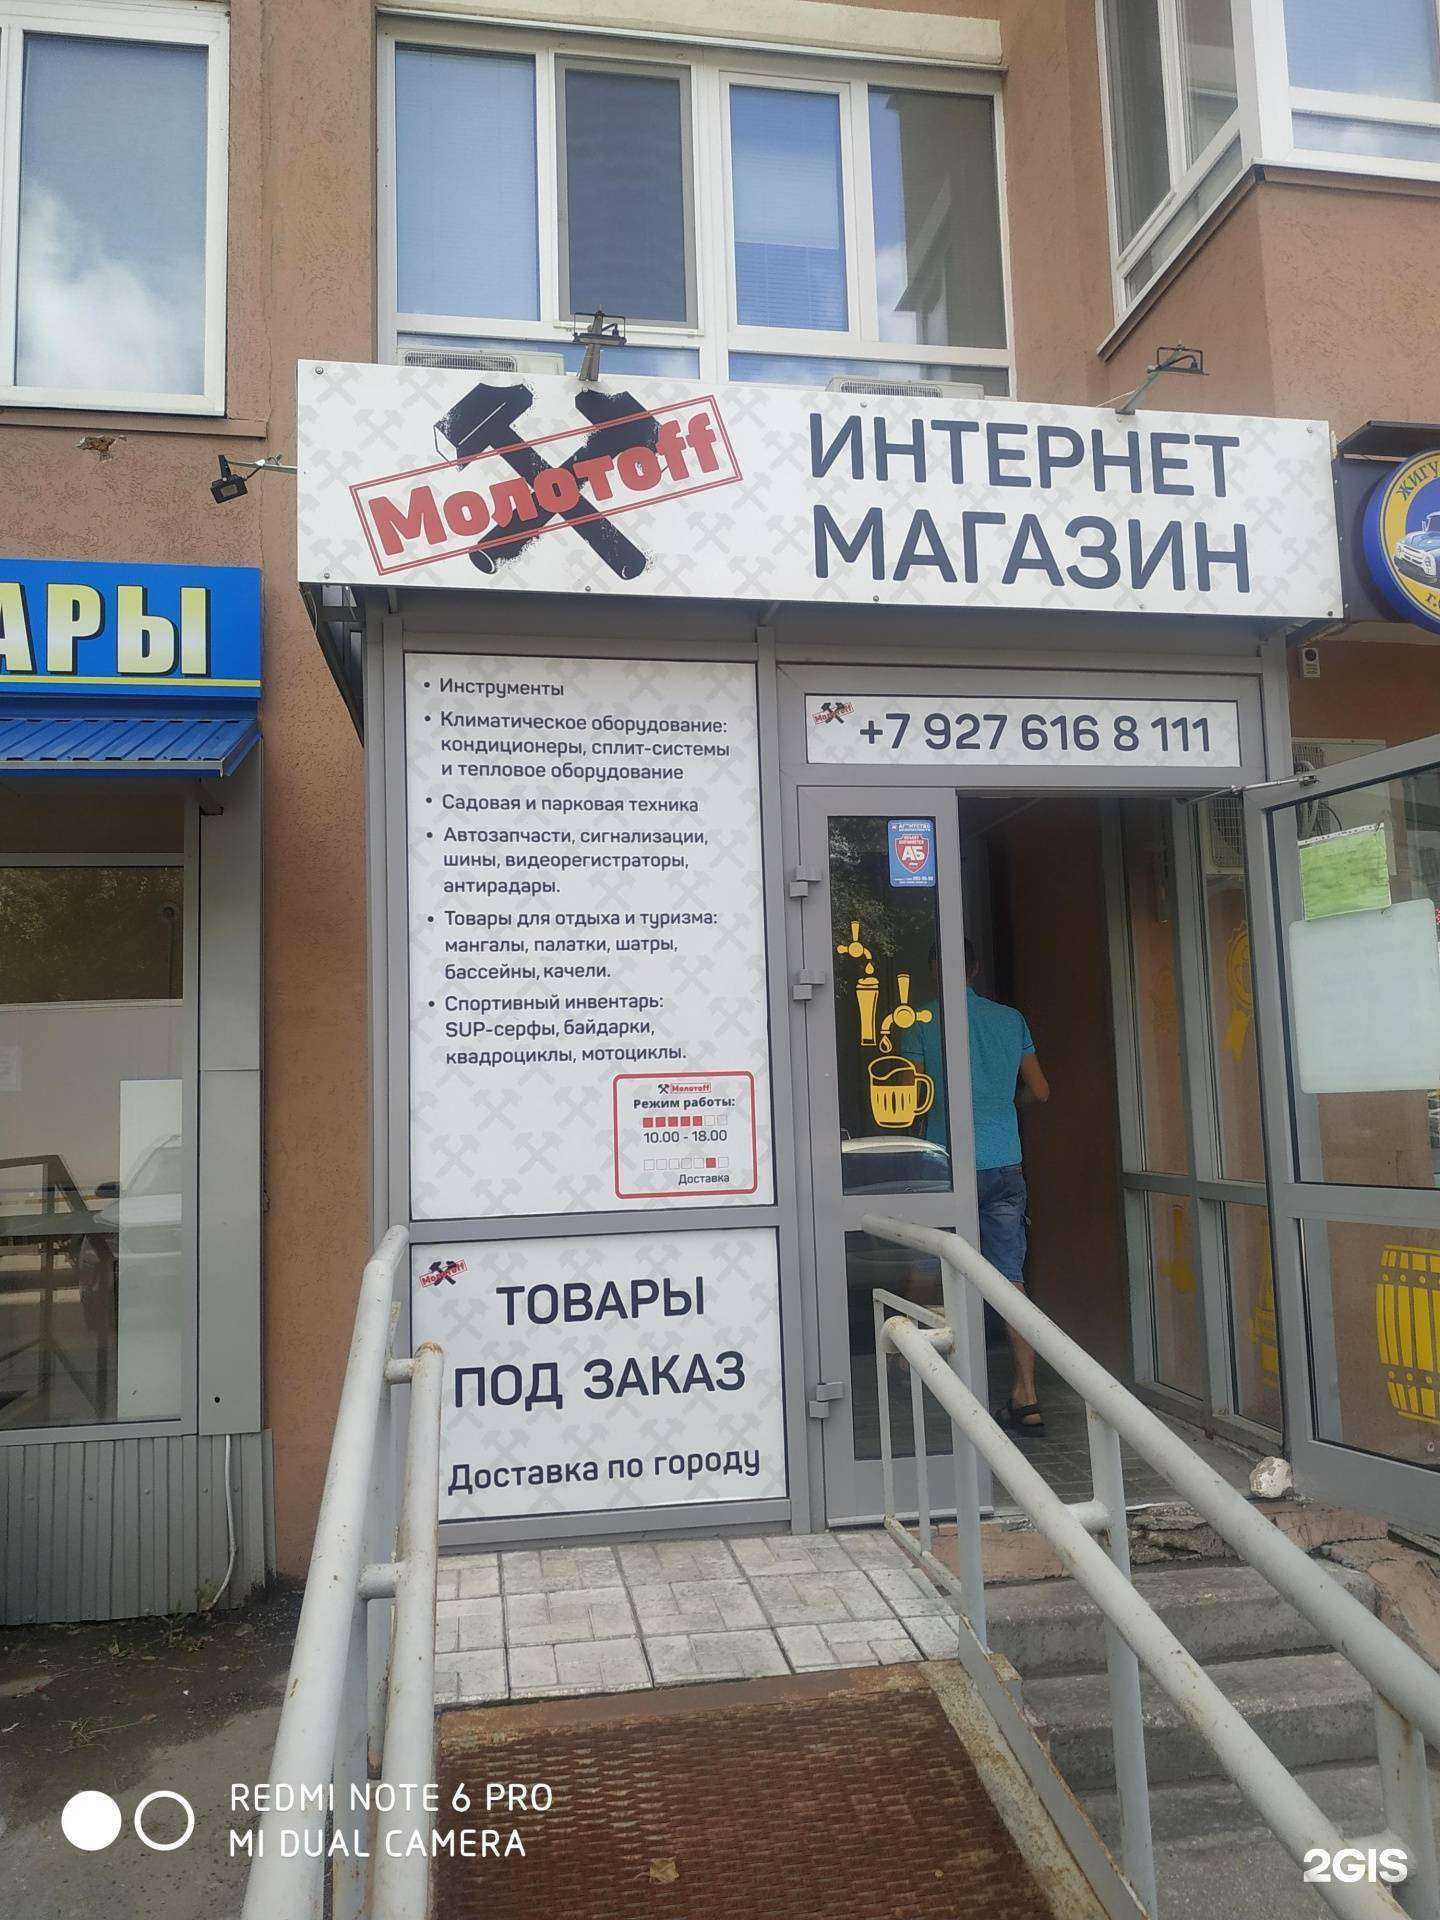 Молотоff
ИНТЕРНЕТ
МАГАЗИН
ЖИГУ
АРЫ
• Инструменты
• Климатическое оборудование:
кондиционеры, сплит-системы
и тепловое оборудование
• Садовая и парковая техника
• Автозапчасти, сигнализации,
шины, видеорегистраторы,
антирадары.
• Товары для отдыха и туризма:
мангалы, палатки, шатры,
бассейны, качели.
• Спортивный инвентарь:
SUP-серфы, байдарки,
квадроциклы, мотоциклы.
Молотоff
Режим работы:
10.00 - 18.00
Доставка
Молотоff
+7 927 616 8 111
АБ
Молотоff
ТОВАРЫ
ПОД ЗАКАЗ
Доставка по городу
REDMI NOTE 6 PRO
MI DUAL CAMERA
2GIS